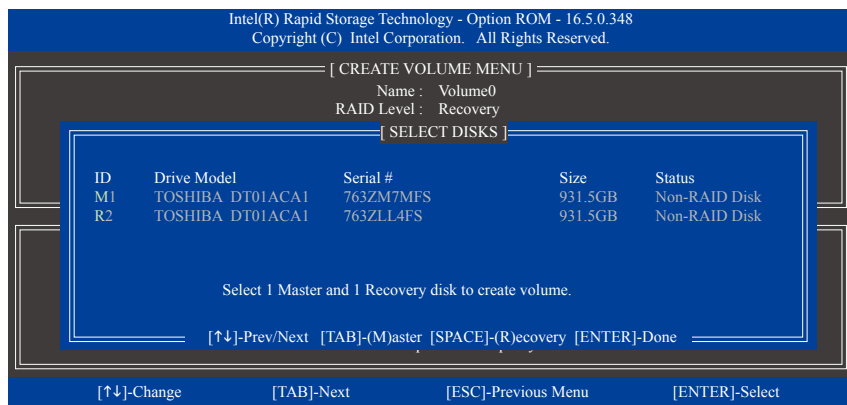 Intel(R) Rapid Storage Technology - Option ROM - 16.5.0.348
Copyright (C) Intel Corporation. All Rights Reserved.
[ CREATE VOLUME MENU ]
Name : Volume0
RAID Level : Recovery
[ SELECT DISKS ]
ID Drive Model Serial # Size Status
M1 TOSHIBA DT01ACA1 763ZM7MFS 931.5GB Non-RAID Disk
R2 TOSHIBA DT01ACA1 763ZLL4FS 931.5GB Non-RAID Disk
Select 1 Master and 1 Recovery disk to create volume.
[↑↓]-Prev/Next [TAB]-(M)aster [SPACE]-(R)ecovery [ENTER]-Done
[↑↓]-Change [TAB]-Next [ESC]-Previous Menu [ENTER]-Select